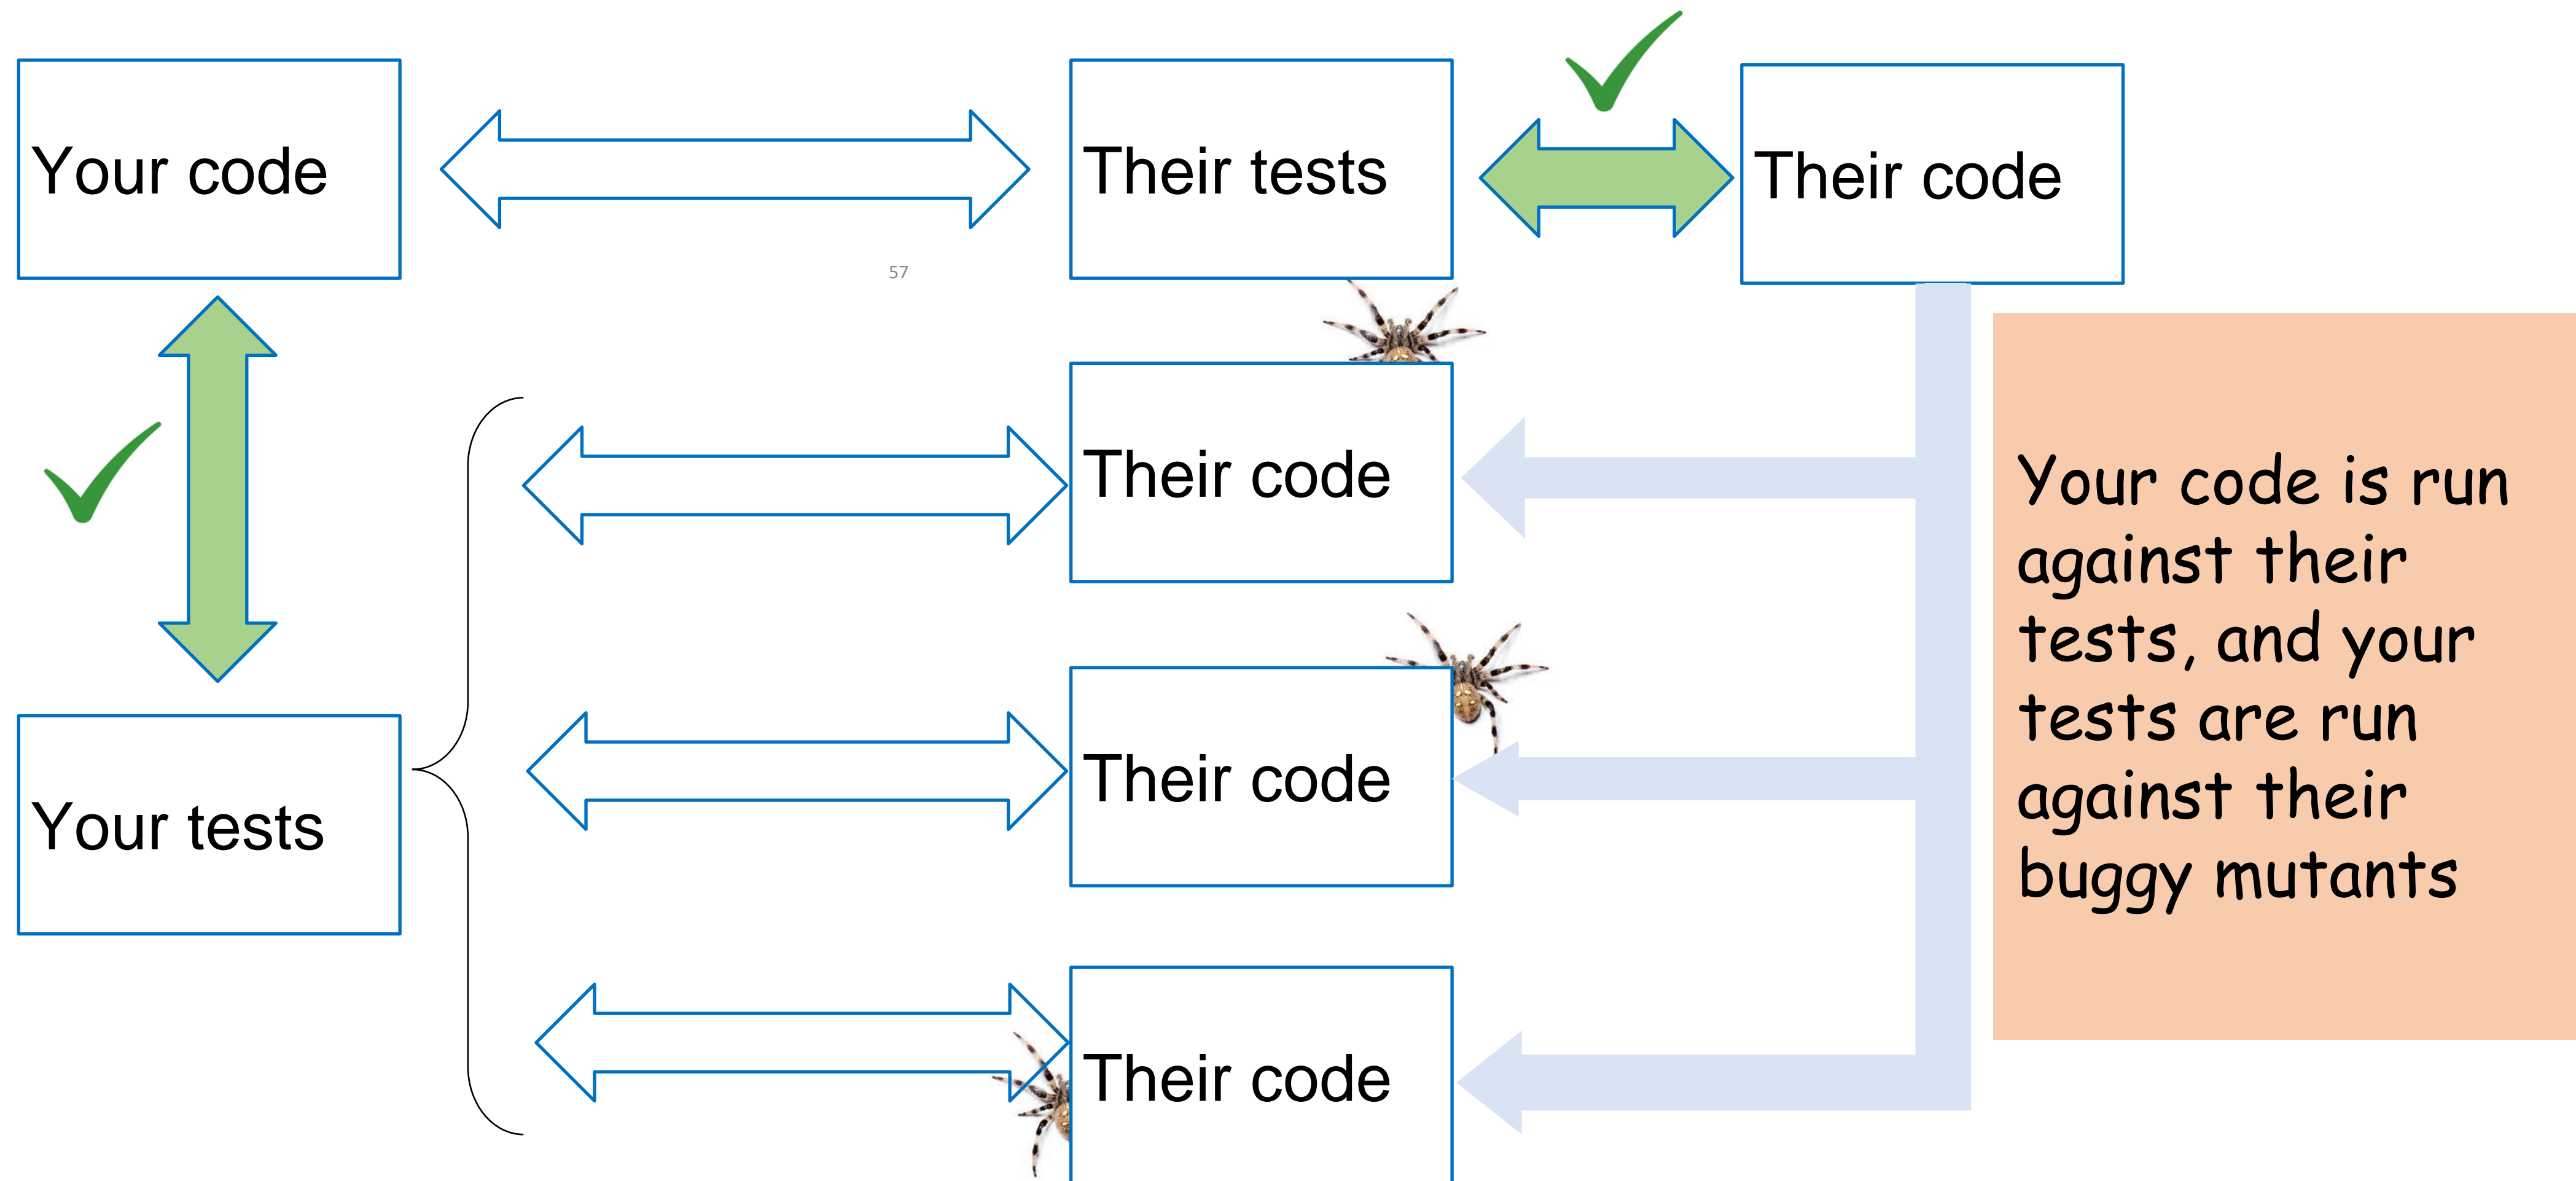 Your code
Their tests
Their code
57
Their code
Your code is run
against their
tests, and your
tests are run
against their
buggy mutants
Their code
Your tests
Their code